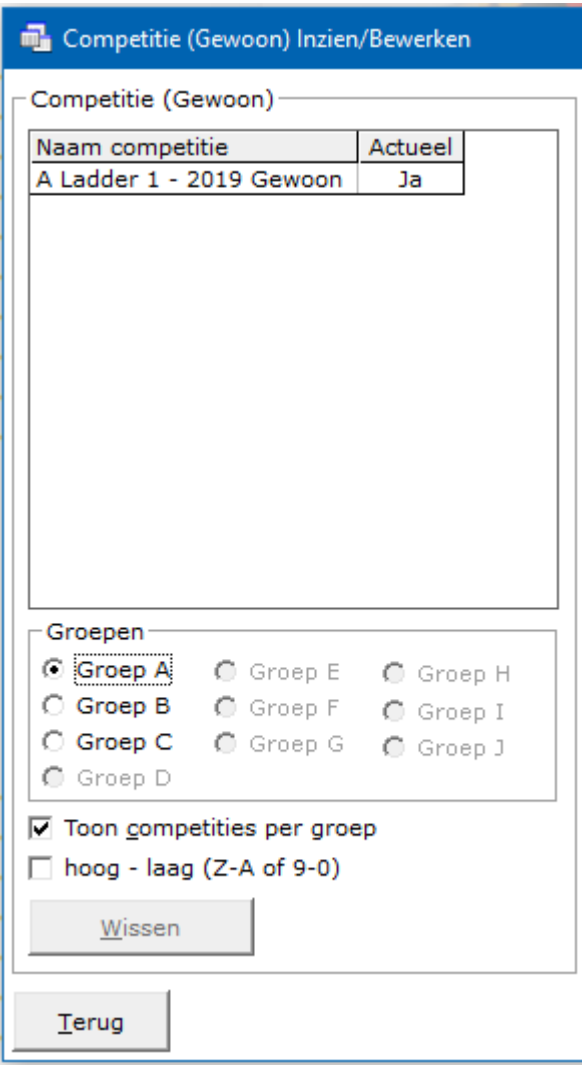 Competitie (Gewoon) Inzien/Bewerken
Competitie (Gewoon)
Naam competitie Actueel
A Ladder 1 - 2019 Gewoon Ja
Groepen
Groep A Groep E Groep H
Groep B Groep F Groep I
Groep C Groep G Groep J
Groep D
Toon competities per groep
hoog - laag (Z-A of 9-0)
Wissen
Terug